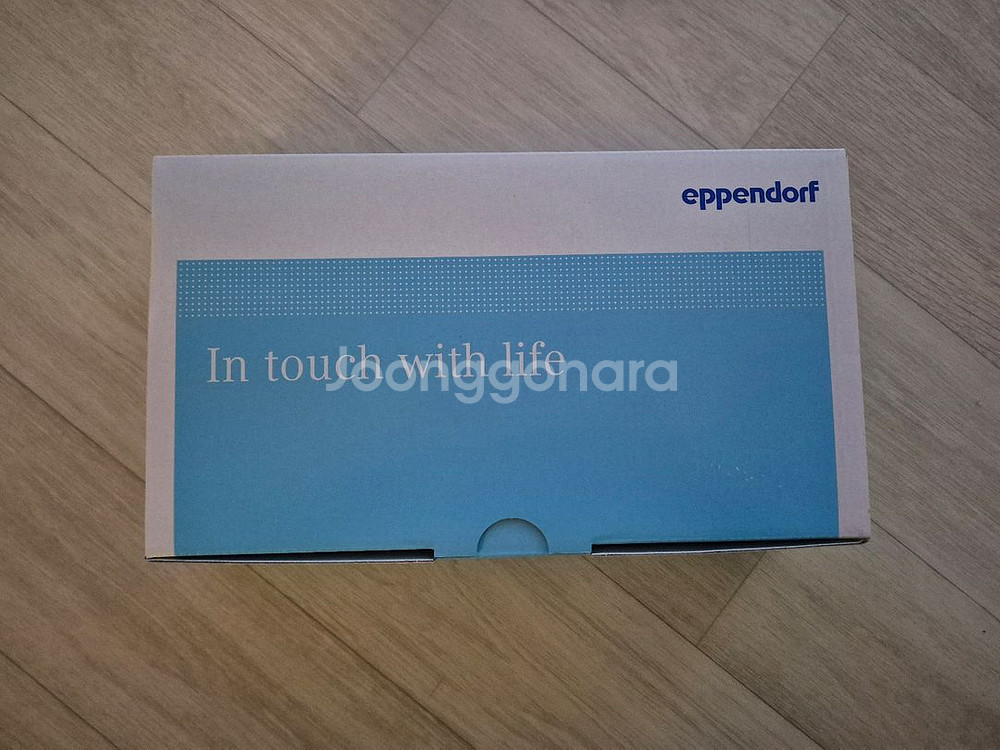 eppendorf
In touch with life
Joonggonara